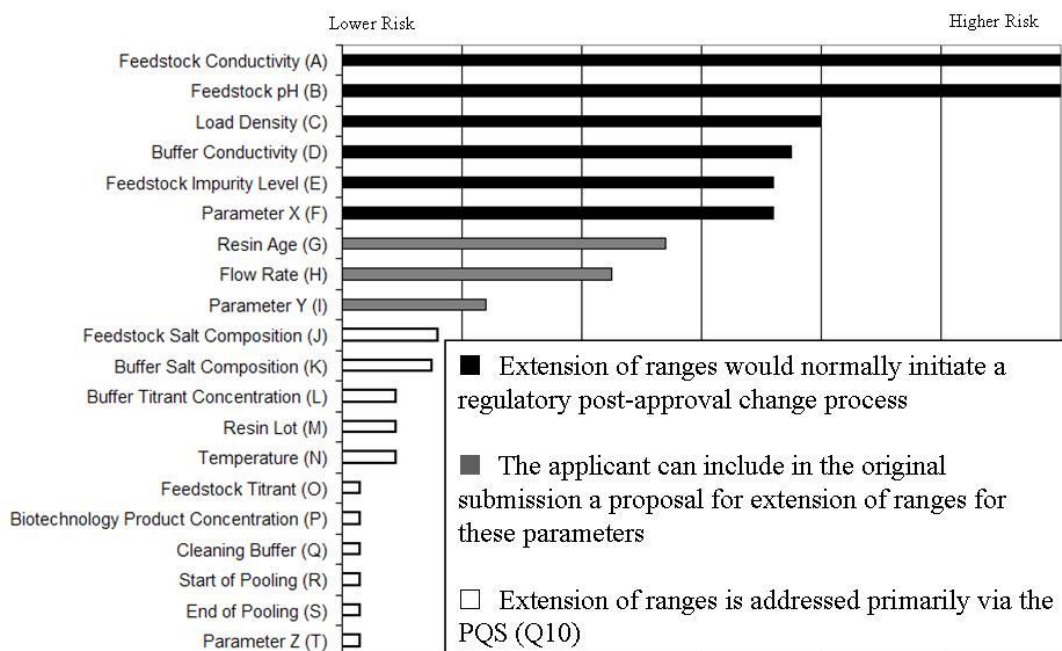 Lower Risk
Higher Risk
Feedstock Conductivity (A)
Feedstock pH (B)
Load Density (C)
Buffer Conductivity (D)
Feedstock Impurity Level (E)
Parameter X (F)
Resin Age (G)
Flow Rate (H)
Parameter Y (I)
Feedstock Salt Composition (J)
Buffer Salt Composition (K)
Buffer Titrant Concentration (L)
Resin Lot (M)
Temperature (N)
Feedstock Titrant (O)
Biotechnology Product Concentration (P)
Cleaning Buffer (Q)
Start of Pooling (R)
End of Pooling (S)
Parameter Z (T)
Extension of ranges would normally initiate a
regulatory post-approval change process
The applicant can include in the original
submission a proposal for extension of ranges for
these parameters
Extension of ranges is addressed primarily via the
PQS (Q10)